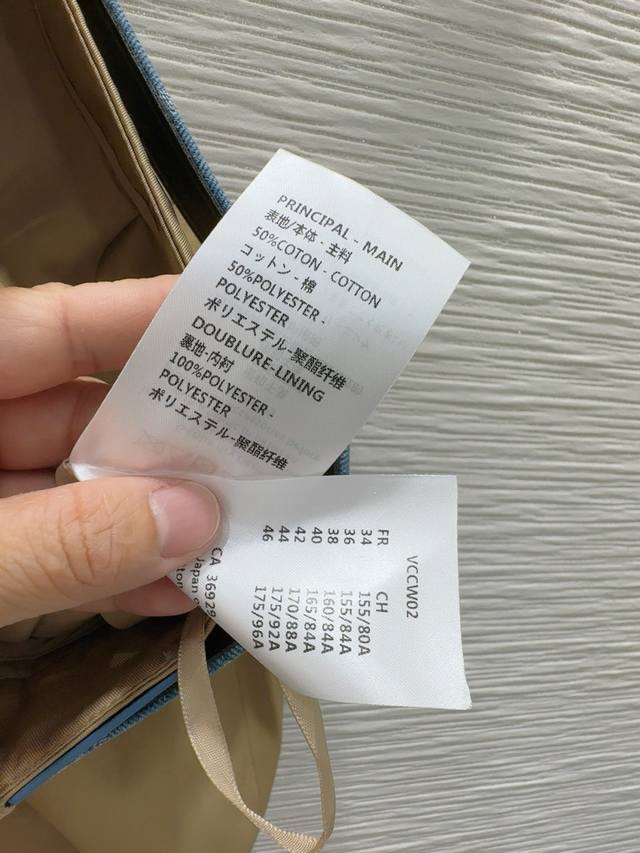 PRINCIPAL - MAIN
表地/本体 - 主料
50%COTON - COTTON
コットン - 棉
50%POLYESTER -
POLYESTER
ポリエステル-聚酯纤维
DOUBLURE-LINING
裏地-内衬
100%POLYESTER -
POLYESTER
ポリエステル-聚酯纤维
VCCW02
FR CH
34 155/80A
36 155/84A
38 160/84A
40 165/84A
42 170/88A
44 175/92A
46 175/96A
CA 36929
Japan